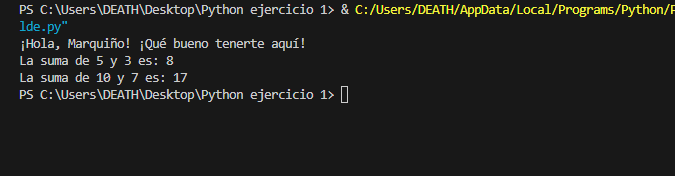 PS C:\Users\DEATH\Desktop\Python ejercicio 1> & C:/Users/DEATH/AppData/Local/Programs/Python/P
lde.py"
¡Hola, Marquiño! ¡Qué bueno tenerte aquí!
La suma de 5 y 3 es: 8
La suma de 10 y 7 es: 17
PS C:\Users\DEATH\Desktop\Python ejercicio 1>